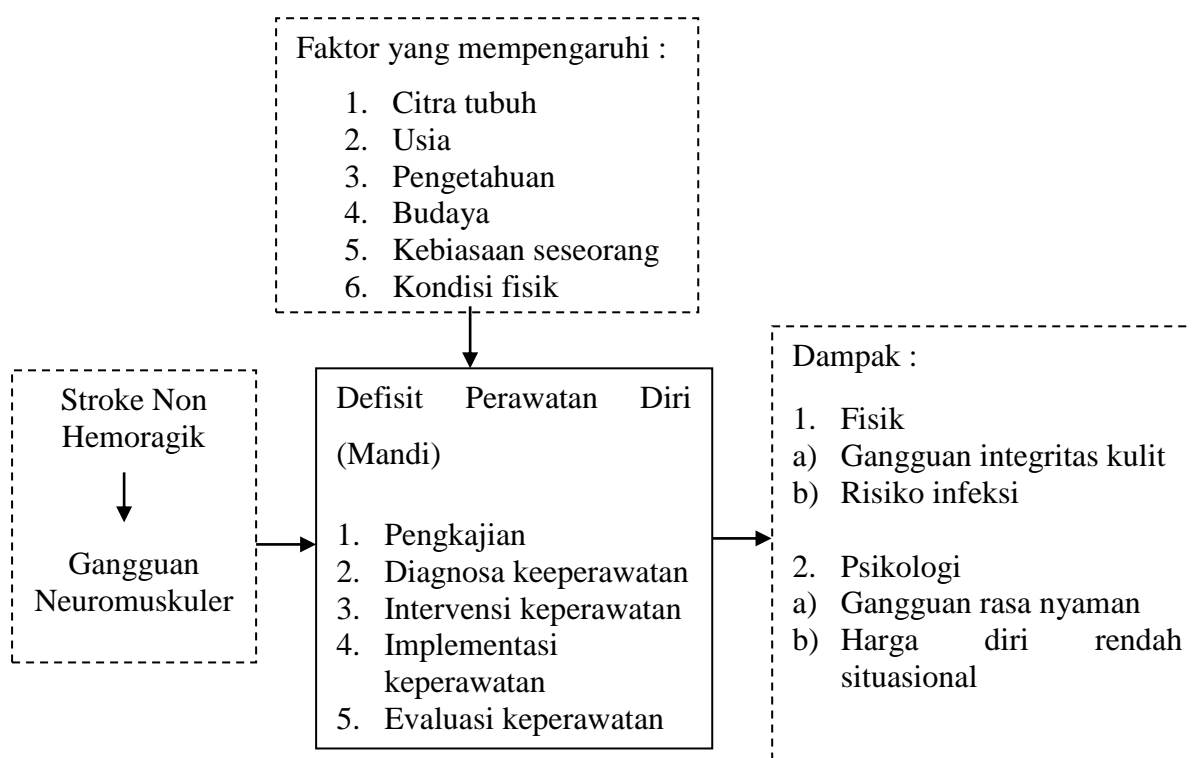 Faktor yang mempengaruhi :
1. Citra tubuh
2. Usia
3. Pengetahuan
4. Budaya
5. Kebiasaan seseorang
6. Kondisi fisik
Stroke Non
Hemoragik
Gangguan
Neuromuskuler
Defisit Perawatan Diri
(Mandi)
1. Pengkajian
2. Diagnosa keeperawatan
3. Intervensi keperawatan
4. Implementasi
keperawatan
5. Evaluasi keperawatan
Dampak :
1. Fisik
a) Gangguan integritas kulit
b) Risiko infeksi
2. Psikologi
a) Gangguan rasa nyaman
b) Harga diri rendah
situasional